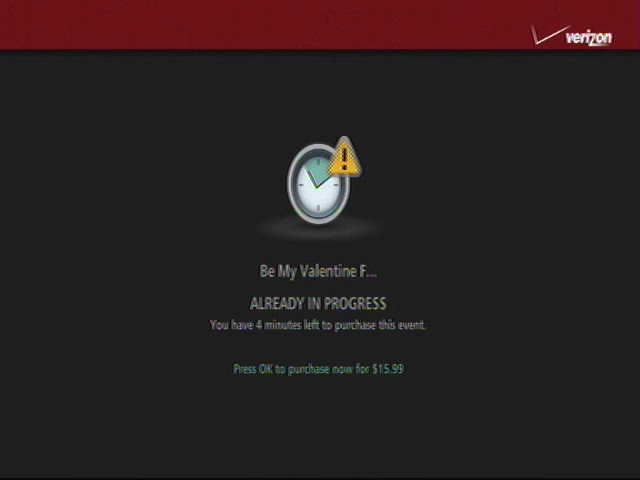 verizon
Be My Valentine F...
ALREADY IN PROGRESS
You have 4 minutes left to purchase this event.
Press OK to purchase now for $15.99